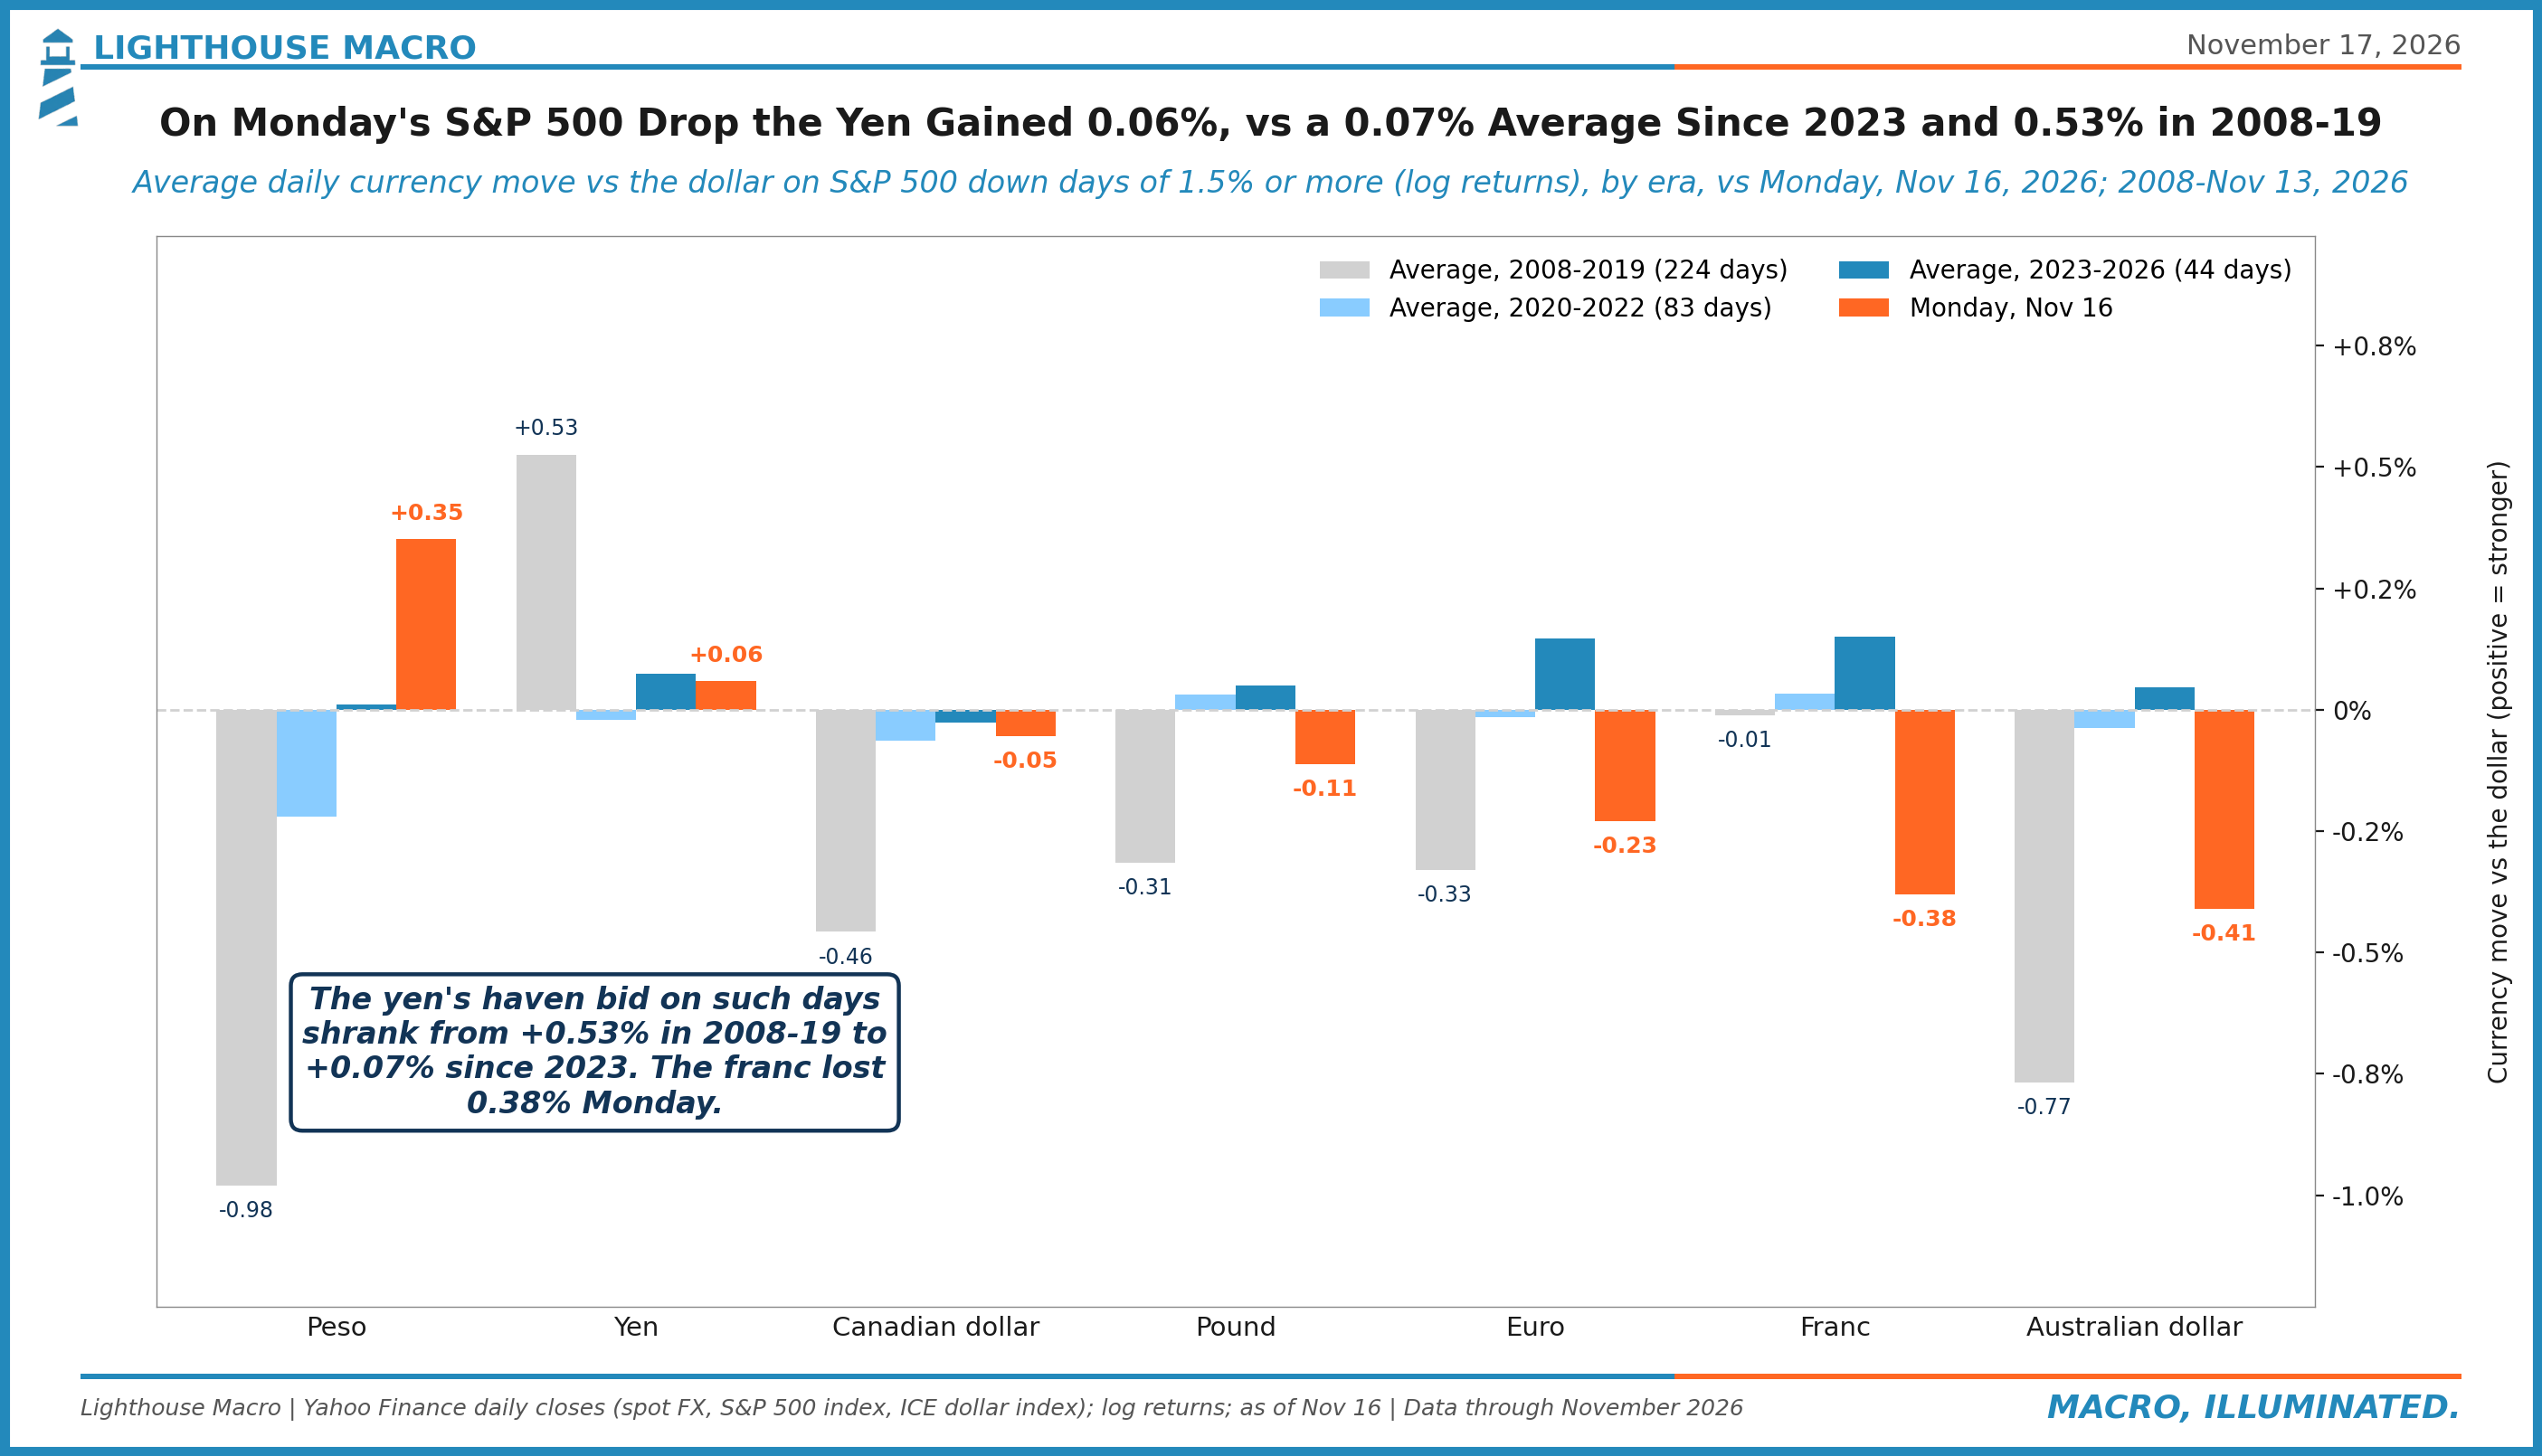 LIGHTHOUSE MACRO
November 17, 2026
On Monday's S&P 500 Drop the Yen Gained 0.06%, vs a 0.07% Average Since 2023 and 0.53% in 2008-19
Average daily currency move vs the dollar on S&P 500 down days of 1.5% or more (log returns), by era, vs Monday, Nov 16, 2026; 2008-Nov 13, 2026
Average, 2008-2019 (224 days)
Average, 2020-2022 (83 days)
Average, 2023-2026 (44 days)
Monday, Nov 16
+0.8%
+0.5%
+0.2%
0%
-0.2%
-0.5%
-0.8%
-1.0%
Currency move vs the dollar (positive = stronger)
-0.98
+0.35
+0.53
+0.06
-0.46
-0.05
-0.31
-0.11
-0.33
-0.23
-0.01
-0.38
-0.77
-0.41
The yen's haven bid on such days
shrank from +0.53% in 2008-19 to
+0.07% since 2023. The franc lost
0.38% Monday.
Peso
Yen
Canadian dollar
Pound
Euro
Franc
Australian dollar
Lighthouse Macro | Yahoo Finance daily closes (spot FX, S&P 500 index, ICE dollar index); log returns; as of Nov 16 | Data through November 2026
MACRO, ILLUMINATED.